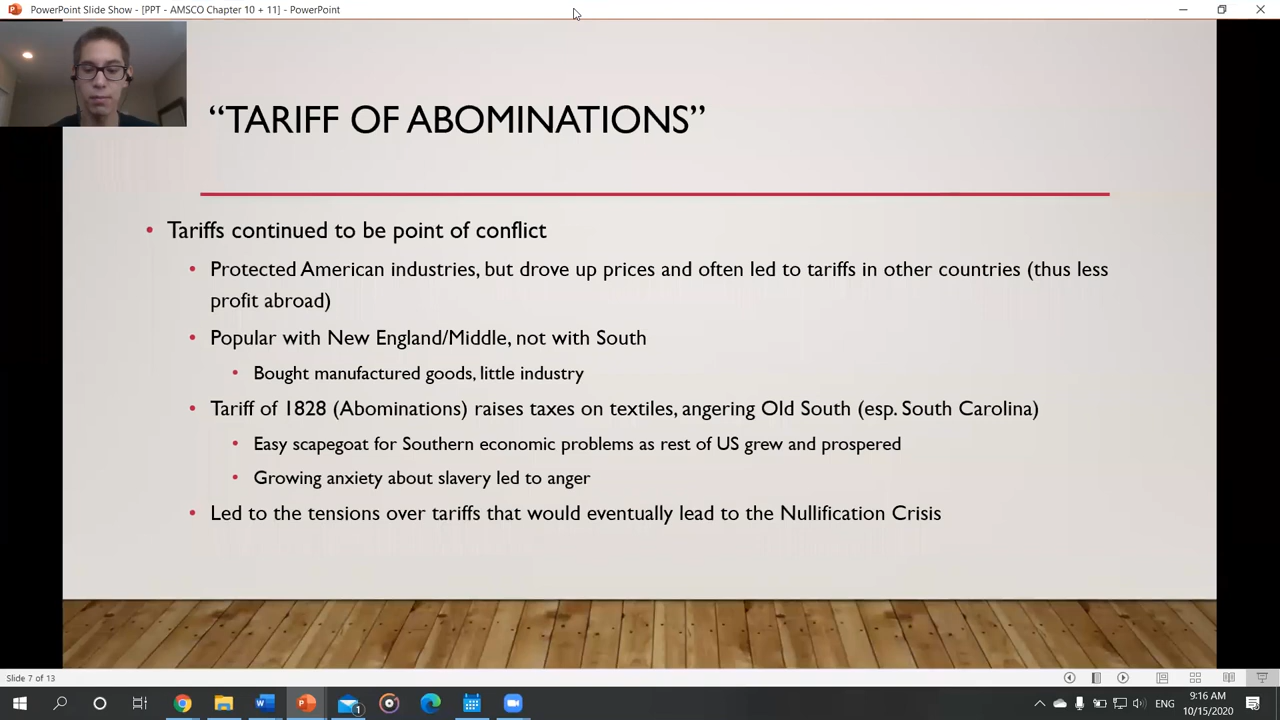 PowerPoint Slide Show - [PPT - AMSCO Chapter 10 + 11] - PowerPoint
“TARIFF OF ABOMINATIONS”
• Tariffs continued to be point of conflict
• Protected American industries, but drove up prices and often led to tariffs in other countries (thus less
profit abroad)
• Popular with New England/Middle, not with South
• Bought manufactured goods, little industry
• Tariff of 1828 (Abominations) raises taxes on textiles, angering Old South (esp. South Carolina)
• Easy scapegoat for Southern economic problems as rest of US grew and prospered
• Growing anxiety about slavery led to anger
• Led to the tensions over tariffs that would eventually lead to the Nullification Crisis
Slide 7 of 13
1
ENG
9:16 AM
10/15/2020